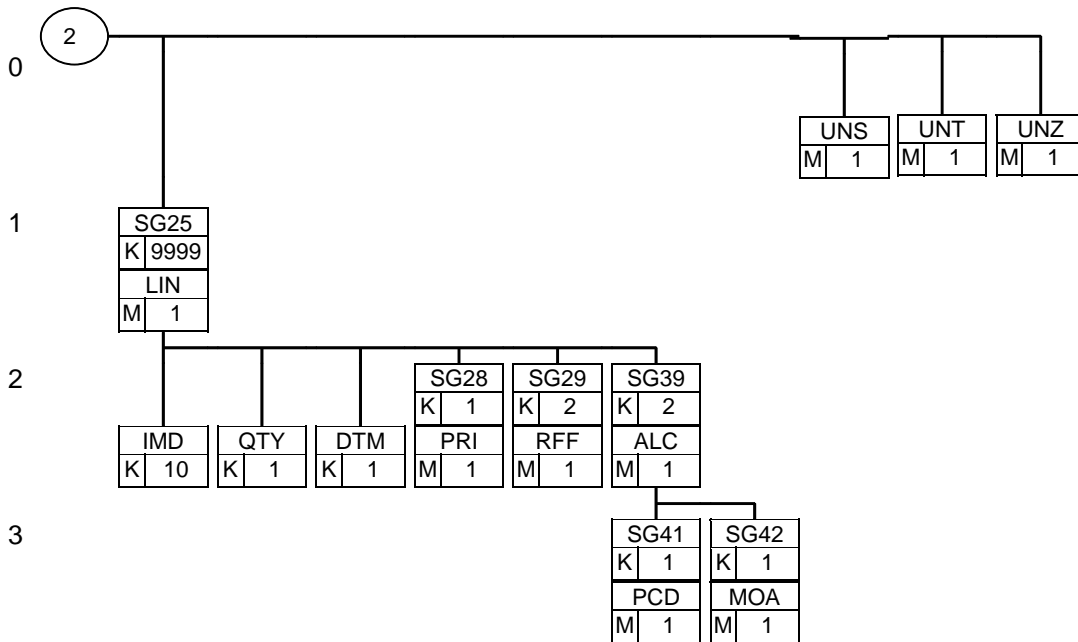 2
0
UNS UNT UNZ
M 1 M 1 M 1
1
SG25
K 9999
LIN
M 1
2
SG28 SG29 SG39
K 1 K 2 K 2
IMD QTY DTM PRI RFF ALC
K 10 K 1 K 1 M 1 M 1 M 1
3
SG41 SG42
K 1 K 1
PCD MOA
M 1 M 1